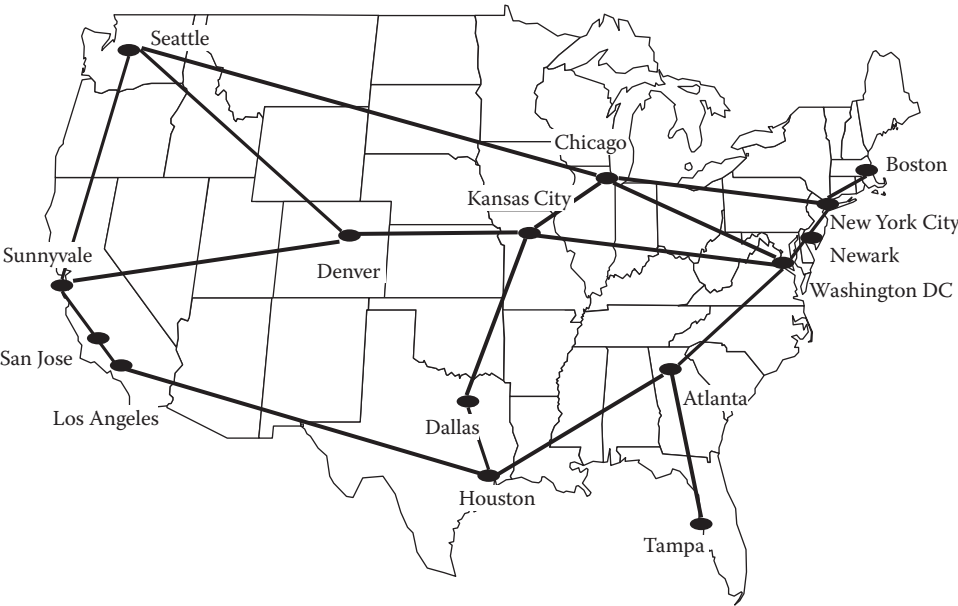 Seattle
Chicago
Boston
Kansas City
New York City
Sunnyvale
Newark
Denver
Washington DC
San Jose
Atlanta
Los Angeles
Dallas
Houston
Tampa